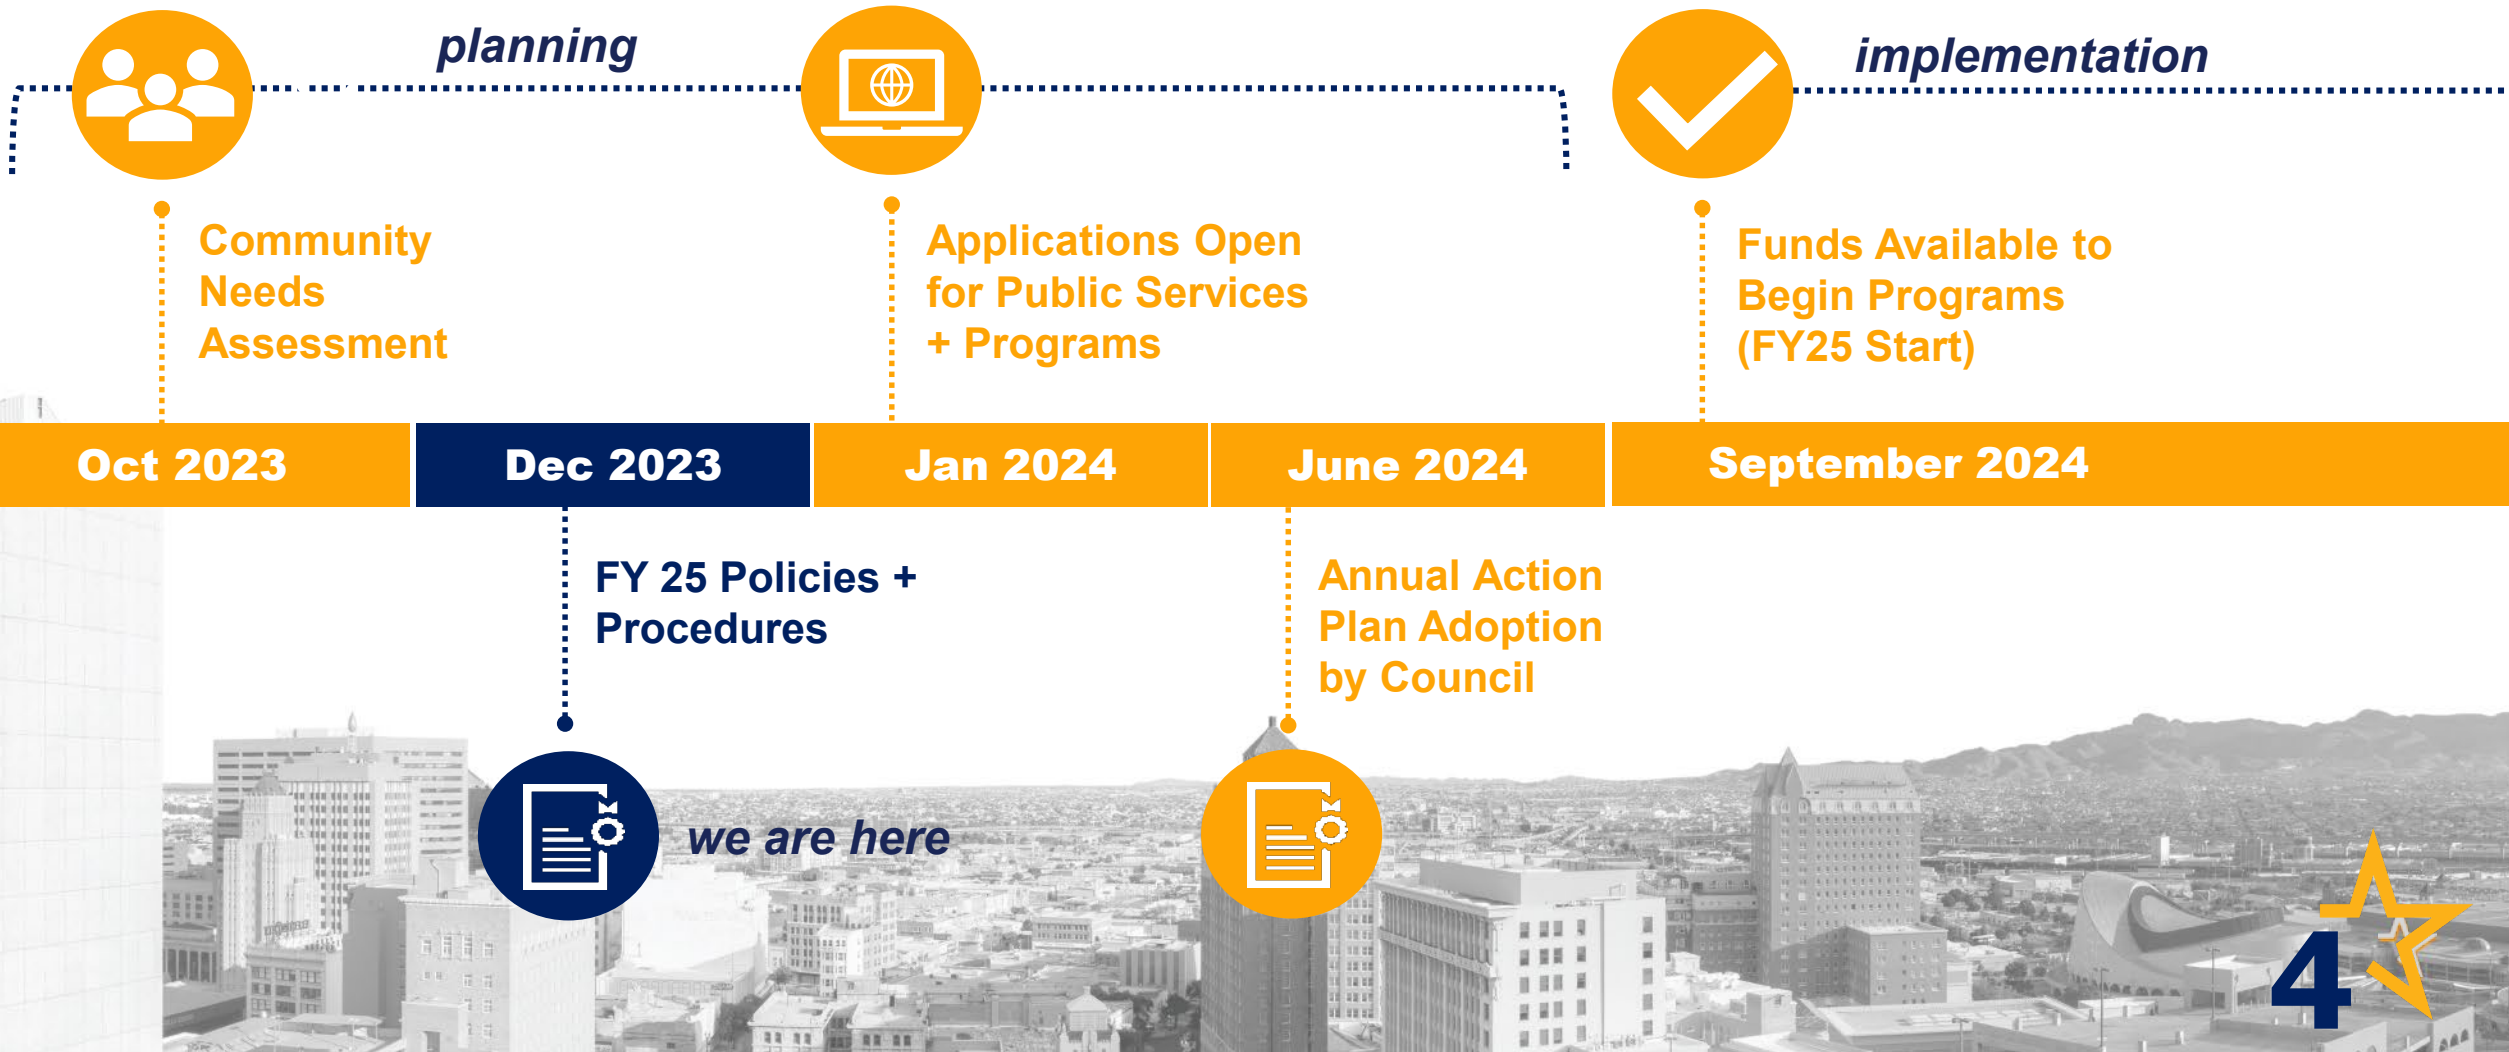 planning
implementation
Community
Needs
Assessment
Applications Open
for Public Services
+ Programs
Funds Available to
Begin Programs
(FY25 Start)
Oct 2023
Dec 2023
Jan 2024
June 2024
September 2024
FY 25 Policies +
Procedures
Annual Action
Plan Adoption
by Council
we are here
4